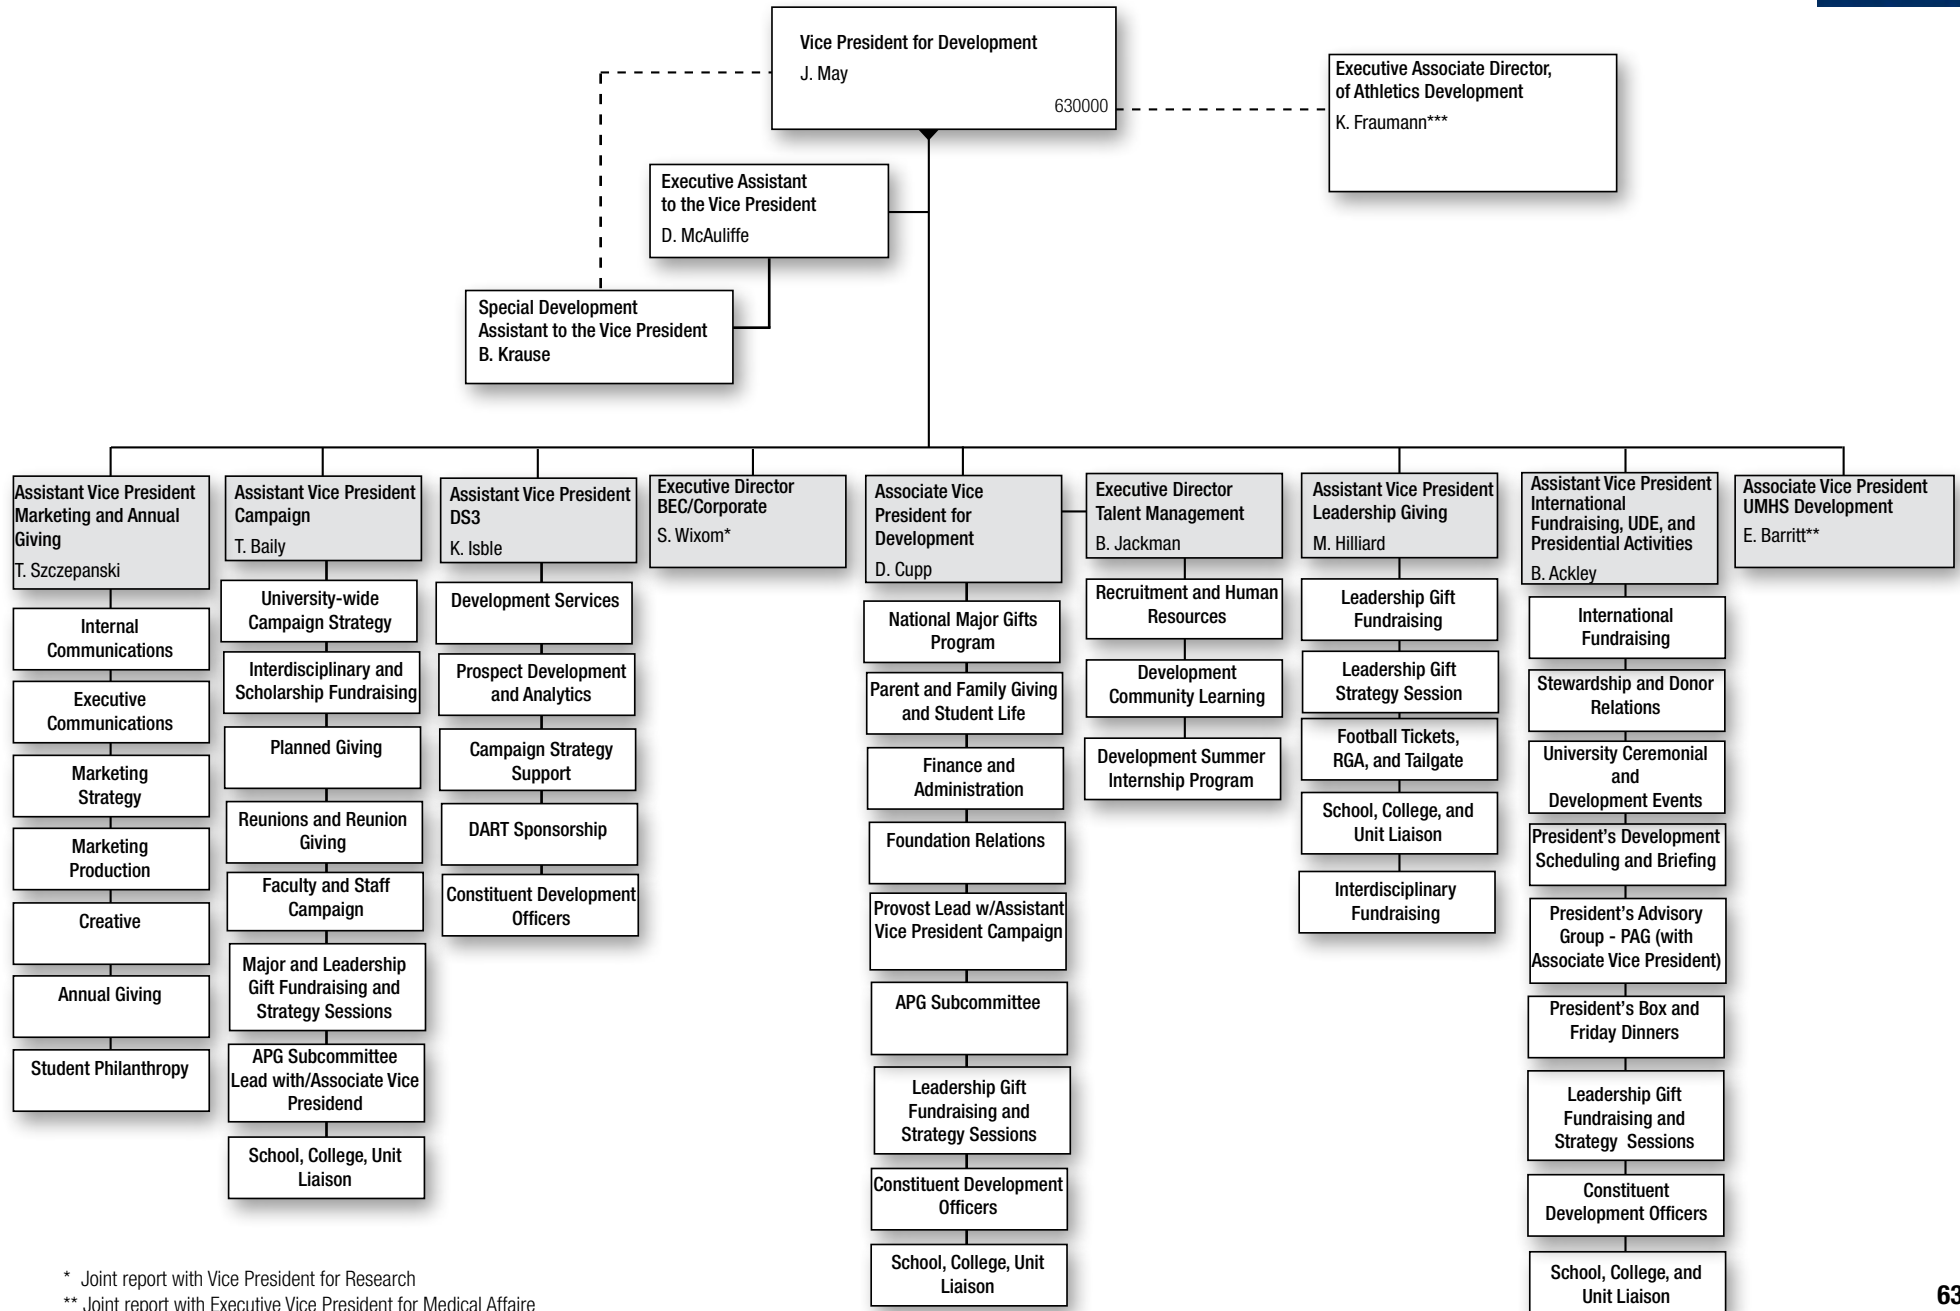 Vice President for Development
J. May
630000
Executive Associate Director,
of Athletics Development
K. Fraumann***
Executive Assistant
to the Vice President
D. McAuliffe
Special Development
Assistant to the Vice President
B. Krause
Assistant Vice President
Marketing and Annual
Giving
T. Szczepanski
Internal
Communications
Executive
Communications
Marketing
Strategy
Marketing
Production
Creative
Annual Giving
Student Philanthropy
Assistant Vice President
Campaign
T. Baily
University-wide
Campaign Strategy
Interdisciplinary and
Scholarship Fundraising
Planned Giving
Reunions and Reunion
Giving
Faculty and Staff
Campaign
Major and Leadership
Gift Fundraising and
Strategy Sessions
APG Subcommittee
Lead with/Associate Vice
Presidend
School, College, Unit
Liaison
Assistant Vice President
DS3
K. Isble
Development Services
Prospect Development
and Analytics
Campaign Strategy
Support
DART Sponsorship
Constituent Development
Officers
Executive Director
BEC/Corporate
S. Wixom*
Associate Vice
President for
Development
D. Cupp
National Major Gifts
Program
Parent and Family Giving
and Student Life
Finance and
Administration
Foundation Relations
Provost Lead w/Assistant
Vice President Campaign
APG Subcommittee
Leadership Gift
Fundraising and
Strategy Sessions
Constituent Development
Officers
School, College, Unit
Liaison
Executive Director
Talent Management
B. Jackman
Recruitment and Human
Resources
Development
Community Learning
Development Summer
Internship Program
Assistant Vice President
Leadership Giving
M. Hilliard
Leadership Gift
Fundraising
Leadership Gift
Strategy Session
Football Tickets,
RGA, and Tailgate
School, College, and
Unit Liaison
Interdisciplinary
Fundraising
Assistant Vice President
International
Fundraising, UDE, and
Presidential Activities
B. Ackley
International
Fundraising
Stewardship and Donor
Relations
University Ceremonial
and
Development Events
President’s Development
Scheduling and Briefing
President’s Advisory
Group - PAG (with
Associate Vice President)
President’s Box and
Friday Dinners
Leadership Gift
Fundraising and
Strategy Sessions
Constituent
Development Officers
School, College, and
Unit Liaison
Associate Vice President
UMHS Development
E. Barritt**
* Joint report with Vice President for Research
** Joint report with Executive Vice President for Medical Affaire
63